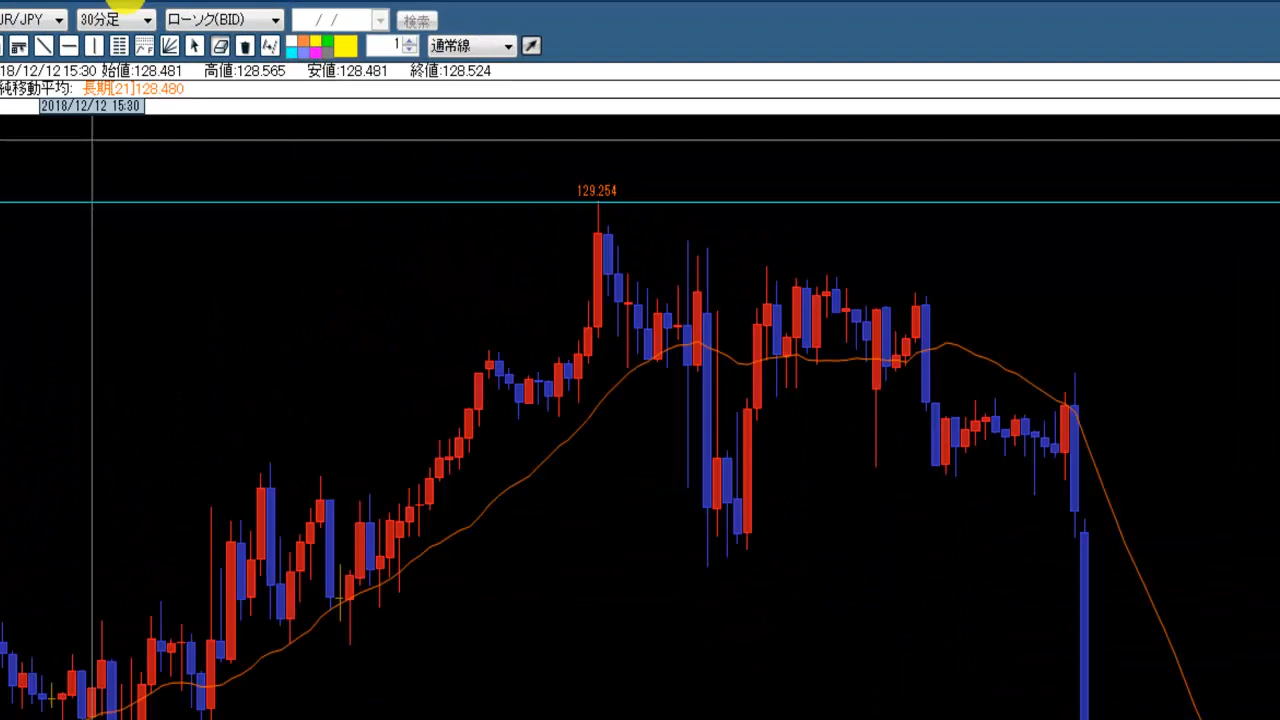 UR/JPY 30分足 ローソク(BID) / / 検索
1 通常線
18/12/12 15:30 始値:128.481 高値:128.565 安値:128.481 終値:128.524
純移動平均: 長期[21]128.480
2018/12/12 15:30
129.254